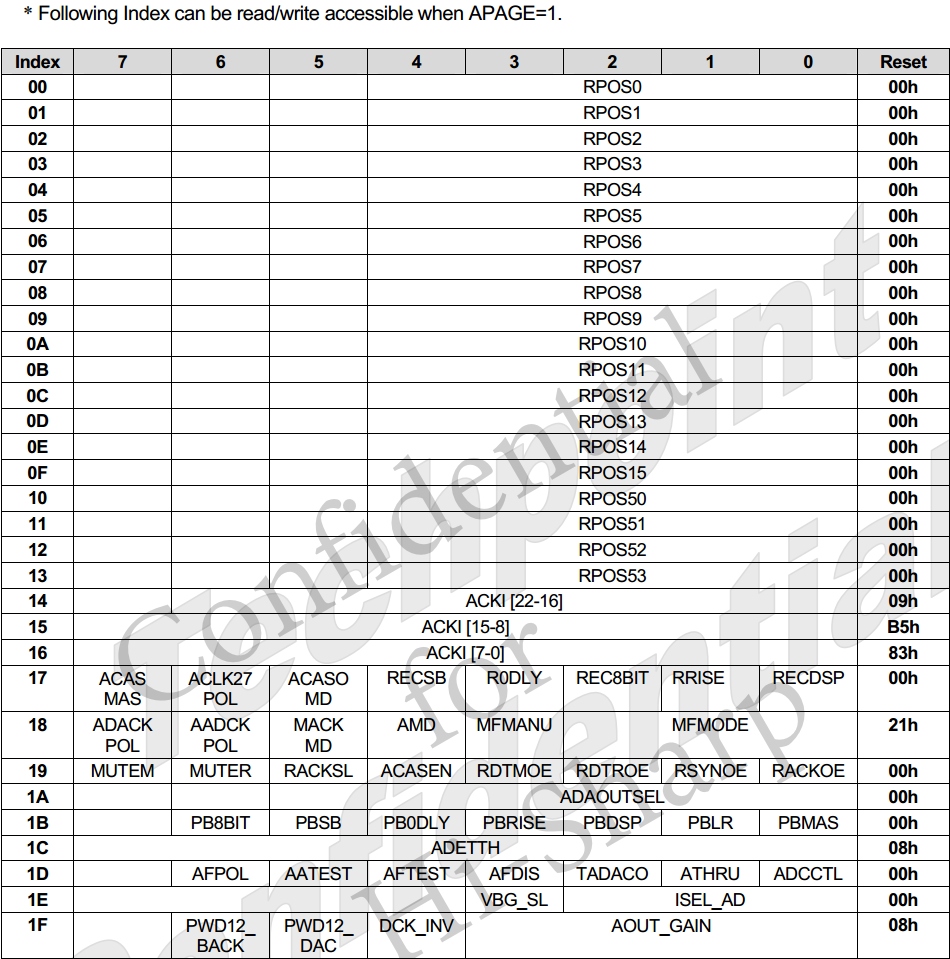 * Following Index can be read/write accessible when APAGE=1.
Index 7 6 5 4 3 2 1 0 Reset
00 RPOS0 00h
01 RPOS1 00h
02 RPOS2 00h
03 RPOS3 00h
04 RPOS4 00h
05 RPOS5 00h
06 RPOS6 00h
07 RPOS7 00h
08 RPOS8 00h
09 RPOS9 00h
0A RPOS10 00h
0B RPOS11 00h
0C RPOS12 00h
0D RPOS13 00h
0E RPOS14 00h
0F RPOS15 00h
10 RPOS50 00h
11 RPOS51 00h
12 RPOS52 00h
13 RPOS53 00h
14 ACKI [22-16] 09h
15 ACKI [15-8] B5h
16 ACKI [7-0] 83h
17 ACAS ACLK27 ACASO RECSB R0DLY REC8BIT RRISE RECDSP 00h
MAS POL MD
18 ADACK AADCK MACK AMD MFMANU MFMODE 21h
POL POL MD
19 MUTEM MUTER RACKSL ACASEN RDTMOE RDTROE RSYNOE RACKOE 00h
1A ADAOUTSEL 00h
1B PB8BIT PBSB PB0DLY PBRISE PBDSP PBLR PBMAS 00h
1C ADETTH 08h
1D AFPOL AATEST AFTEST AFDIS TADACO ATHRU ADCCTL 00h
1E VBG_SL ISEL_AD 00h
1F PWD12_ PWD12_ DCK_INV AOUT_GAIN 08h
BACK DAC
Confidential
for
Hi-Sharp
Techpoint
Confidential